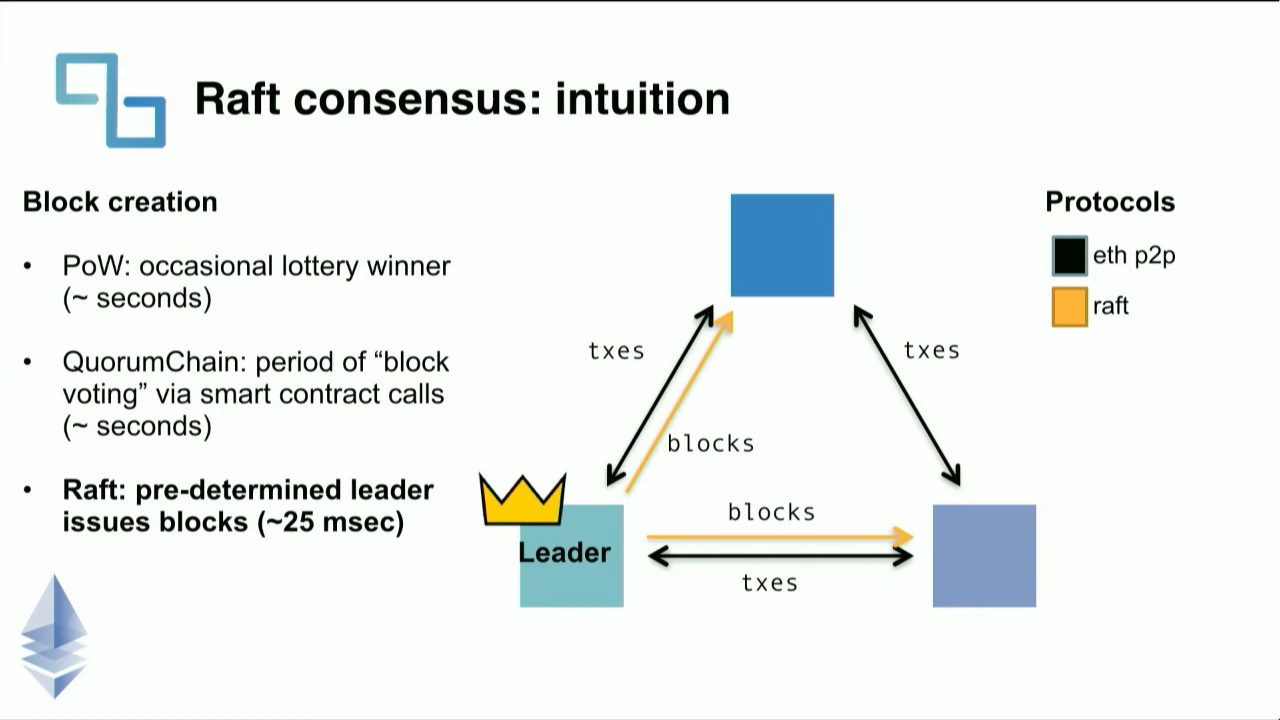 Raft consensus: intuition
Block creation
• PoW: occasional lottery winner
(~ seconds)
• QuorumChain: period of “block
voting” via smart contract calls
(~ seconds)
• Raft: pre-determined leader
issues blocks (~25 msec)
txes
txes
blocks
blocks
Leader
txes
Protocols
eth p2p
raft